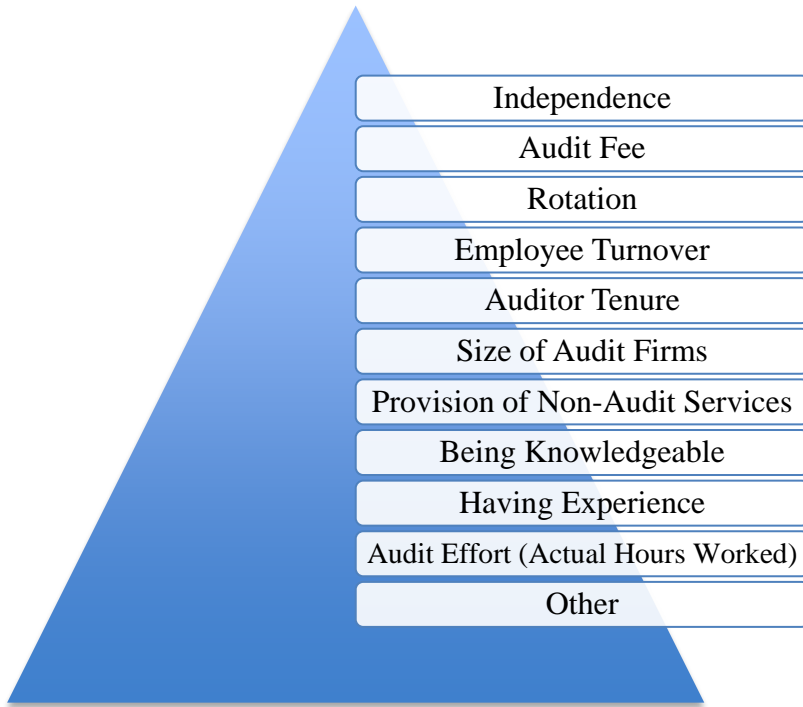 Independence
Audit Fee
Rotation
Employee Turnover
Auditor Tenure
Size of Audit Firms
Provision of Non-Audit Services
Being Knowledgeable
Having Experience
Audit Effort (Actual Hours Worked)
Other